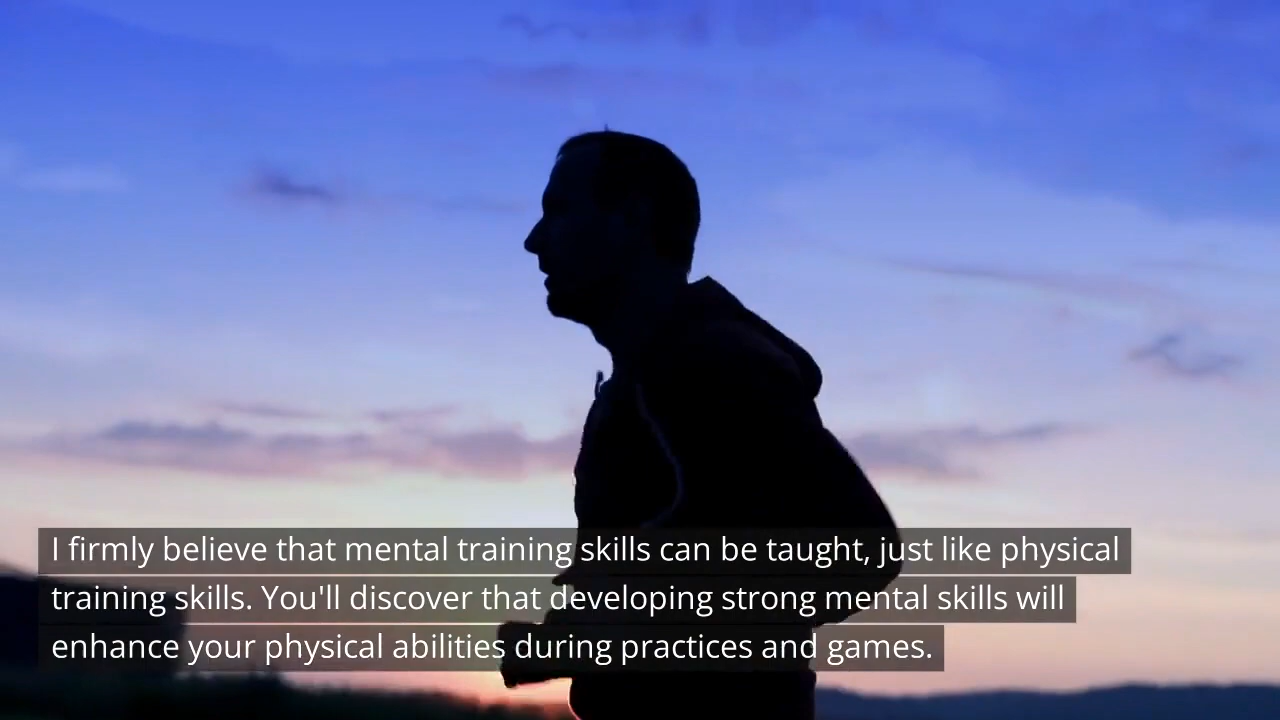 I firmly believe that mental training skills can be taught, just like physical
training skills. You'll discover that developing strong mental skills will
enhance your physical abilities during practices and games.